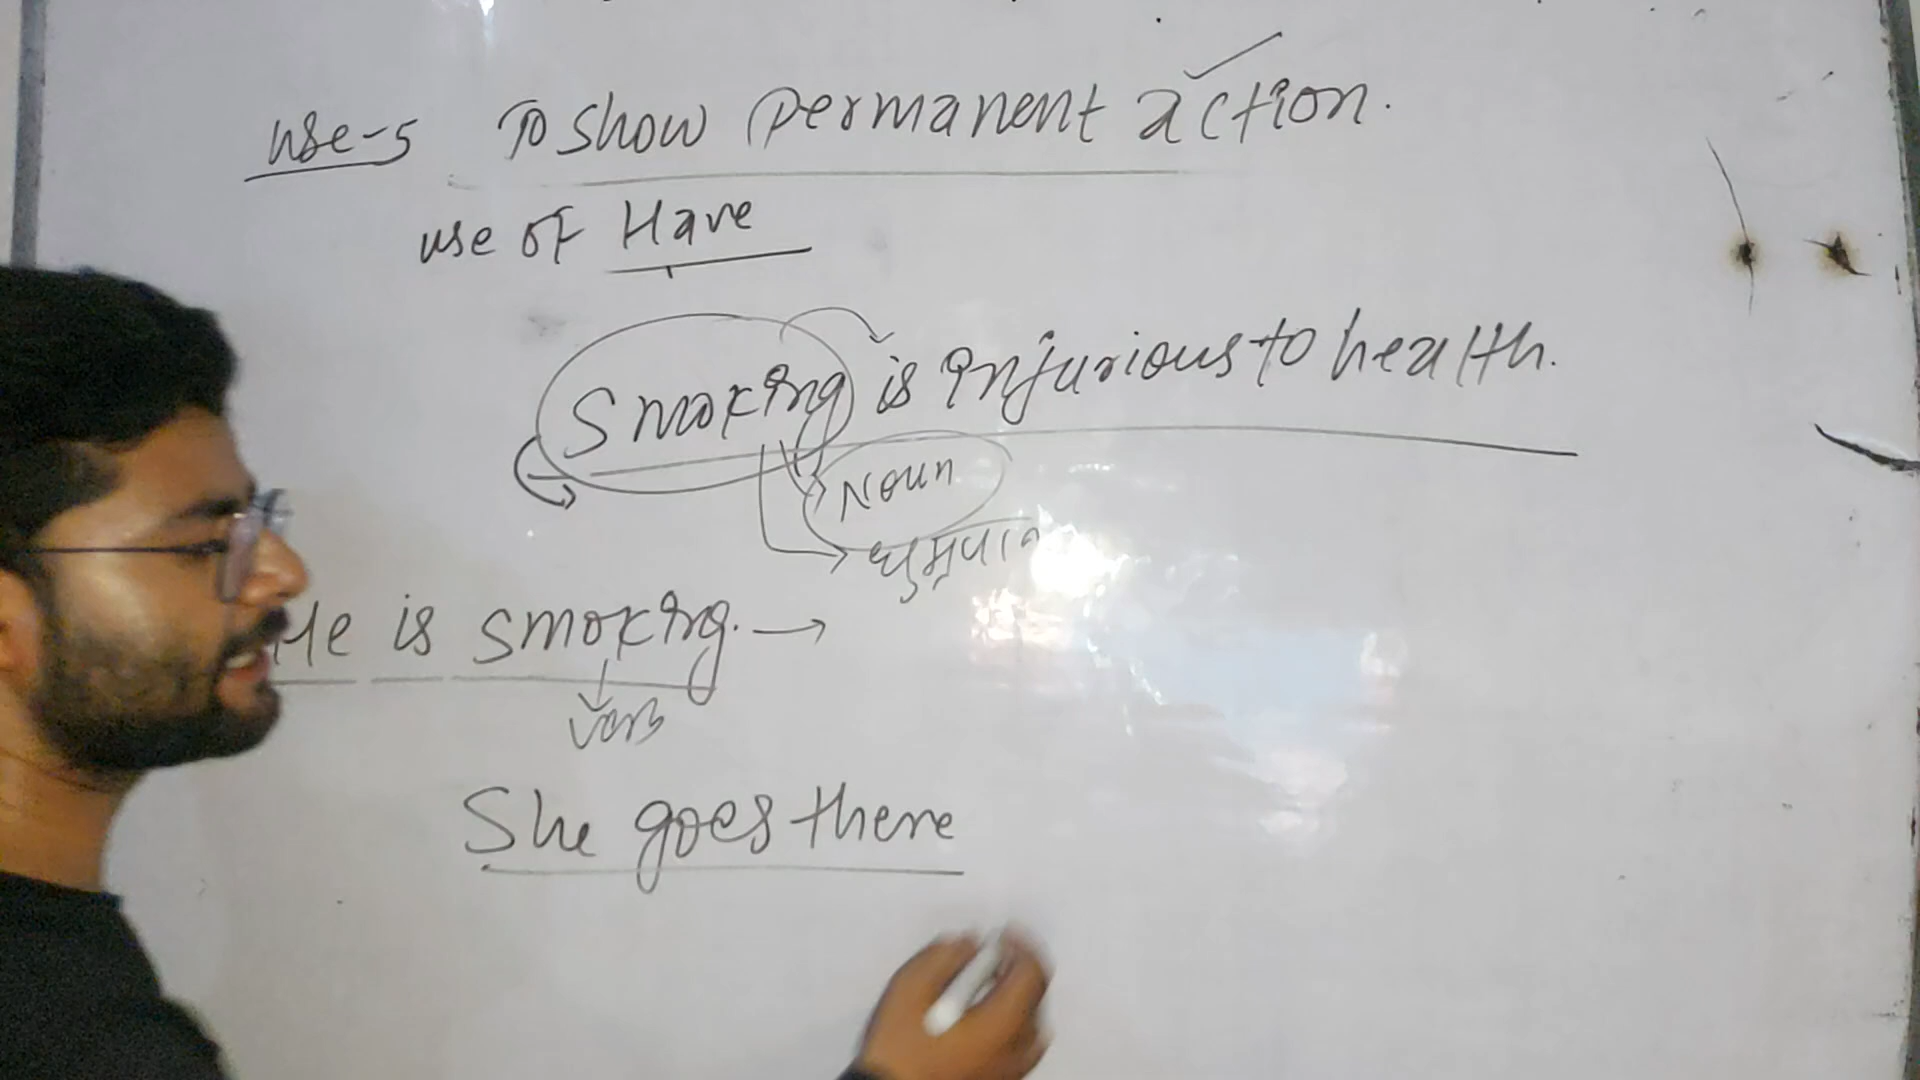 use-5 To show permanent action.
use of Have
Smoking is injurious to health.
Noun
धुम्रपान
He is smoking.
Verb
She goes there